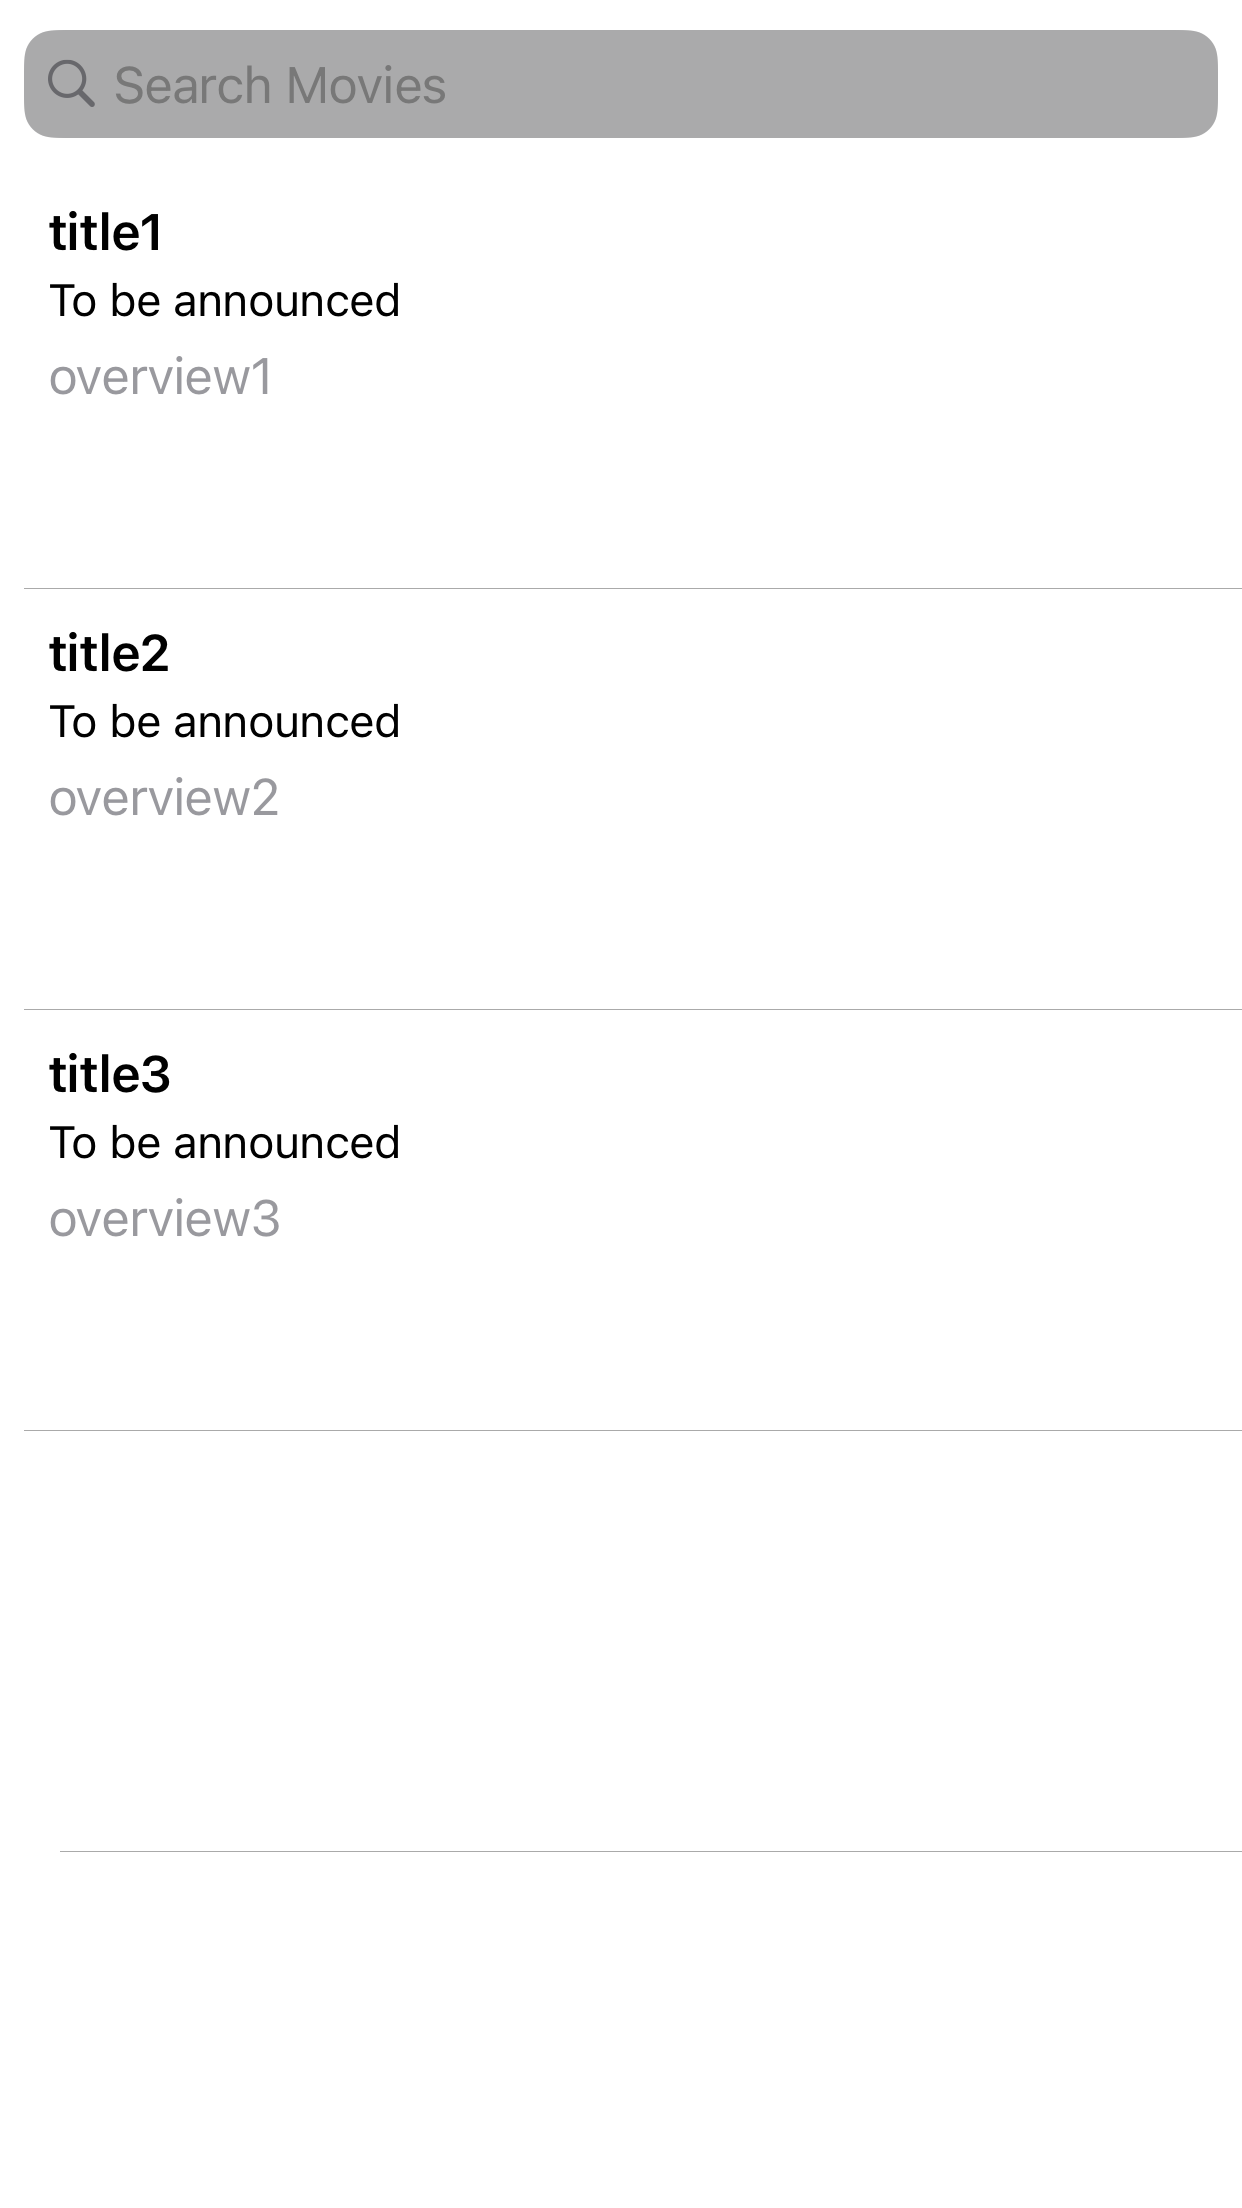 Search Movies
title1
To be announced
overview1
title2
To be announced
overview2
title3
To be announced
overview3